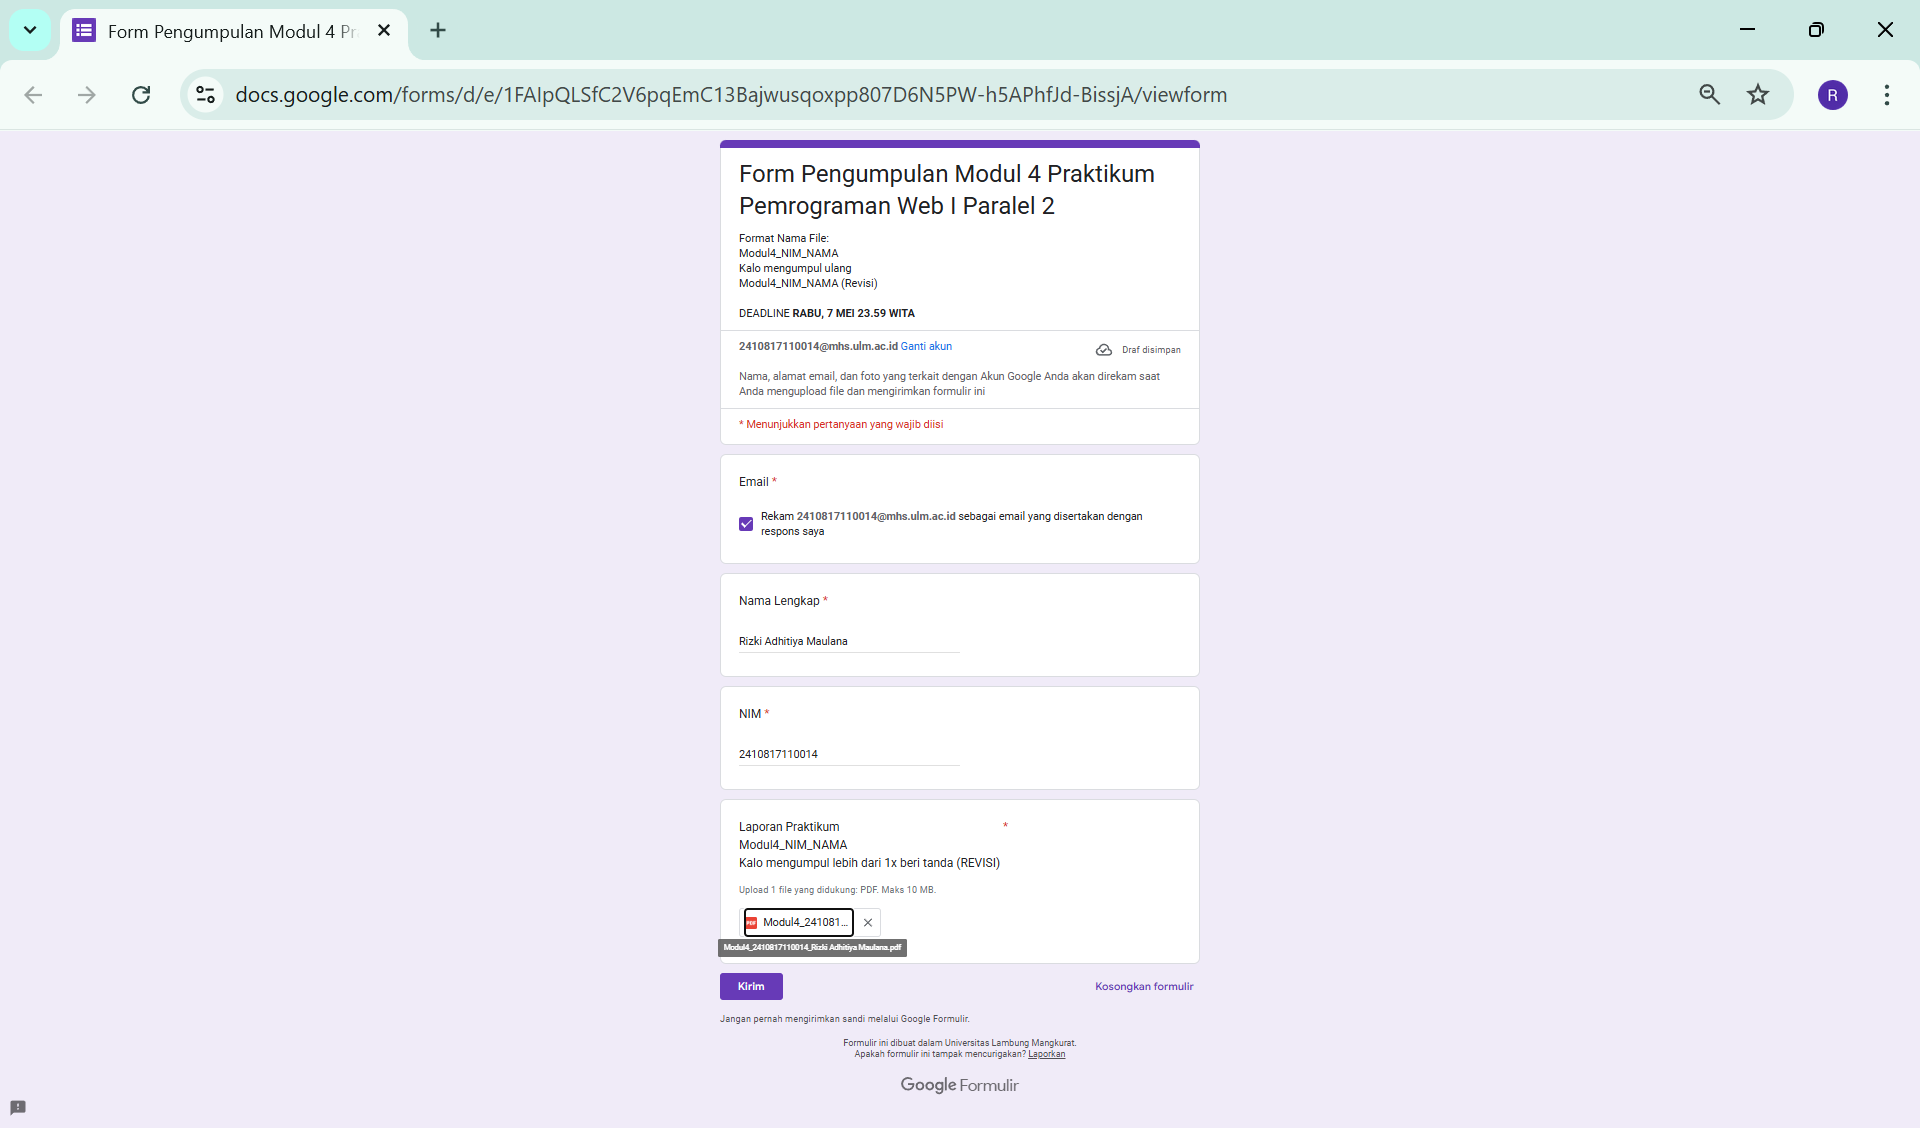 Form Pengumpulan Modul 4 Pr
docs.google.com/forms/d/e/1FAIpQLSfC2V6pqEmC13Bajwusqoxpp807D6N5PW-h5APhfJd-BissjA/viewform
R
Form Pengumpulan Modul 4 Praktikum
Pemrograman Web I Paralel 2
Format Nama File:
Modul4_NIM_NAMA
Kalo mengumpul ulang
Modul4_NIM_NAMA (Revisi)
DEADLINE RABU, 7 MEI 23.59 WITA
2410817110014@mhs.ulm.ac.id Ganti akun
Draf disimpan
Nama, alamat email, dan foto yang terkait dengan Akun Google Anda akan direkam saat
Anda mengupload file dan mengirimkan formulir ini
* Menunjukkan pertanyaan yang wajib diisi
Email *
Rekam 2410817110014@mhs.ulm.ac.id sebagai email yang disertakan dengan
respons saya
Nama Lengkap *
Rizki Adhitiya Maulana
NIM *
2410817110014
Laporan Praktikum *
Modul4_NIM_NAMA
Kalo mengumpul lebih dari 1x beri tanda (REVISI)
Upload 1 file yang didukung: PDF. Maks 10 MB.
PDF Modul4_241081...
Modul4_2410817110014_Rizki Adhitiya Maulana.pdf
Kirim
Kosongkan formulir
Jangan pernah mengirimkan sandi melalui Google Formulir.
Formulir ini dibuat dalam Universitas Lambung Mangkurat.
Apakah formulir ini tampak mencurigakan? Laporkan
Google Formulir